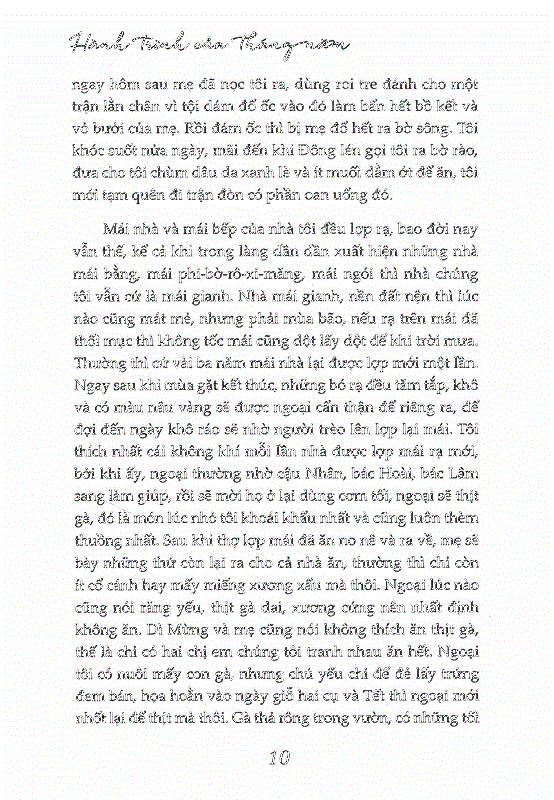 Hành Trình của Tháng năm
ngay hôm sau mẹ đã nọc tôi ra, dùng roi tre đánh cho một
trận lằn chân vì tội dám đổ ốc vào đó làm bẩn hết bồ kết và
vỏ bưởi của mẹ. Rồi đám ốc thì bị mẹ đổ hết ra bờ sông. Tôi
khóc suốt nửa ngày, mãi đến khi Đông lén gọi tôi ra bờ rào,
đưa cho tôi chùm dâu da xanh lè và ít muối dầm ớt để ăn, tôi
mới tạm quên đi trận đòn có phần oan uổng đó.
Mái nhà và mái bếp của nhà tôi đều lợp rạ, bao đời nay
vẫn thế, kể cả khi trong làng dần dần xuất hiện những nhà
mái bằng, mái phi-bờ-rô-xi-măng, mái ngói thì nhà chúng
tôi vẫn cứ là mái gianh. Nhà mái gianh, nền đất nện thì lúc
nào cũng mát mẻ, nhưng phải mùa bão, nếu rạ trên mái đã
thối mục thì không tốc mái cũng dột lấy dột để khi trời mưa.
Thường thì cứ vài ba năm mái nhà lại được lợp mới một lần.
Ngay sau khi mùa gặt kết thúc, những bó rạ đều tăm tắp, khô
và có màu nâu vàng sẽ được ngoại cẩn thận để riêng ra, để
đợi đến ngày khô ráo sẽ nhờ người trèo lên lợp lại mái. Tôi
thích nhất cái không khí mỗi lần nhà được lợp mái rạ mới,
bởi khi ấy, ngoại thường nhờ cậu Nhân, bác Hoài, bác Lâm
sang làm giúp, rồi sẽ mời họ ở lại dùng cơm tối, ngoại sẽ thịt
gà, đó là món lúc nhỏ tôi khoái khẩu nhất và cũng luôn thèm
thuồng nhất. Sau khi thợ lợp mái đã ăn no nê và ra về, mẹ sẽ
bày những thứ còn lại ra cho cả nhà ăn, thường thì chỉ còn
ít cổ cánh hay mấy miếng xương xẩu mà thôi. Ngoại lúc nào
cũng nói răng yếu, thịt gà dai, xương cứng nên nhất định
không ăn. Dì Mừng và mẹ cũng nói không thích ăn thịt gà,
thế là chỉ có hai chị em chúng tôi tranh nhau ăn hết. Ngoại
tôi có nuôi mấy con gà, nhưng chủ yếu chỉ để đẻ lấy trứng
đem bán, họa hoằn vào ngày giỗ hai cụ và Tết thì ngoại mới
nhốt lại để thịt mà thôi. Gà thả rông trong vườn, có những tối
10